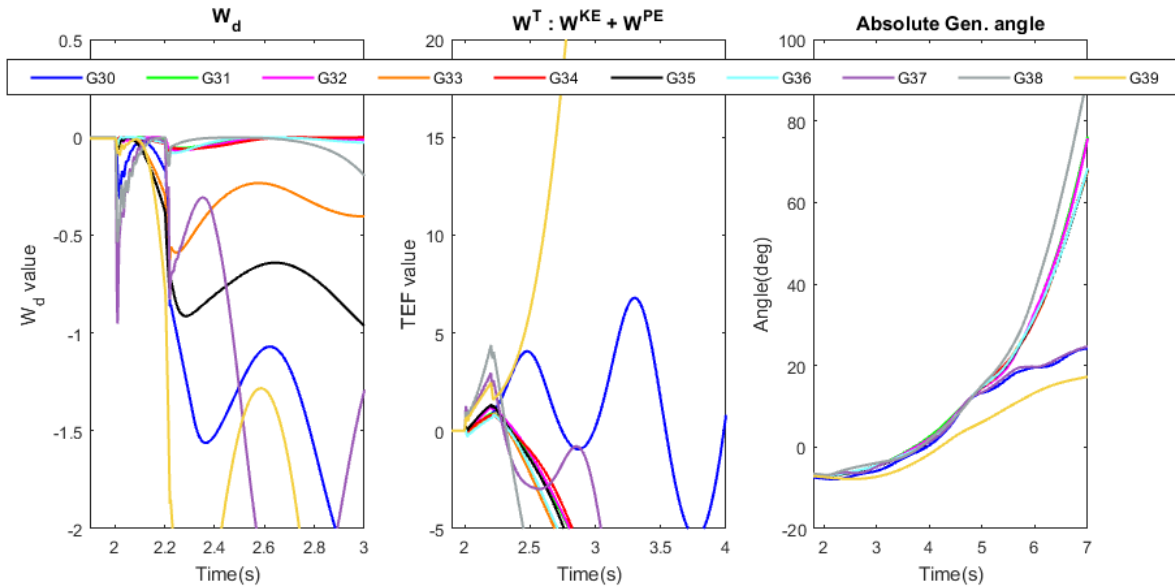 W_d
W^T : W^KE + W^PE
Absolute Gen. angle
G30 G31 G32 G33 G34 G35 G36 G37 G38 G39
W_d value
0.5
0
-0.5
-1
-1.5
-2
2 2.2 2.4 2.6 2.8 3
Time(s)
TEF value
20
15
10
5
0
-5
2 2.5 3 3.5 4
Time(s)
Angle(deg)
100
80
60
40
20
0
-20
2 3 4 5 6 7
Time(s)